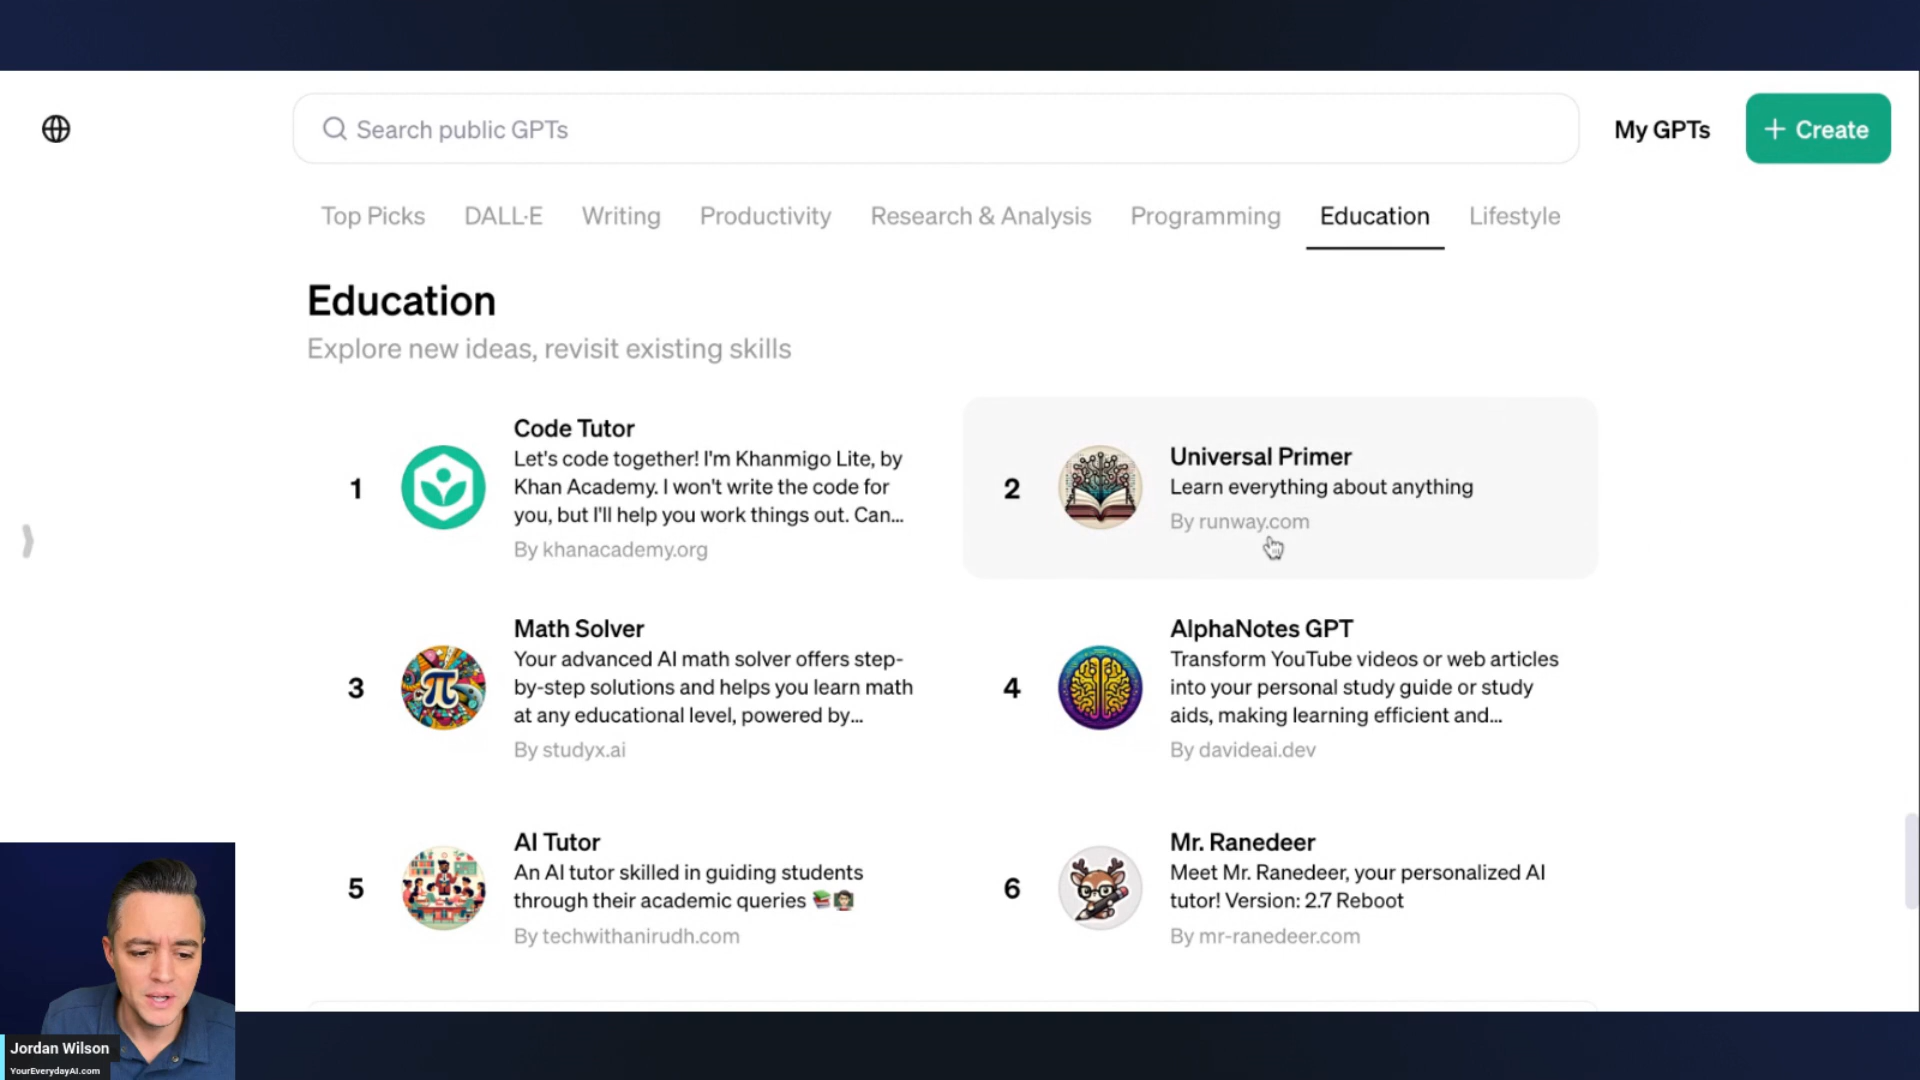 Search public GPTs
My GPTs
+ Create
Top Picks
DALL·E
Writing
Productivity
Research & Analysis
Programming
Education
Lifestyle
Education
Explore new ideas, revisit existing skills
1
Code Tutor
Let's code together! I'm Khanmigo Lite, by
Khan Academy. I won't write the code for
you, but I'll help you work things out. Can...
By khanacademy.org
2
Universal Primer
Learn everything about anything
By runway.com
3
Math Solver
Your advanced AI math solver offers step-
by-step solutions and helps you learn math
at any educational level, powered by...
By studyx.ai
4
AlphaNotes GPT
Transform YouTube videos or web articles
into your personal study guide or study
aids, making learning efficient and...
By davideai.dev
5
AI Tutor
An AI tutor skilled in guiding students
through their academic queries 📚👩🏻‍🏫
By techwithanirudh.com
6
Mr. Ranedeer
Meet Mr. Ranedeer, your personalized AI
tutor! Version: 2.7 Reboot
By mr-ranedeer.com
Jordan Wilson
YourEverydayAI.com